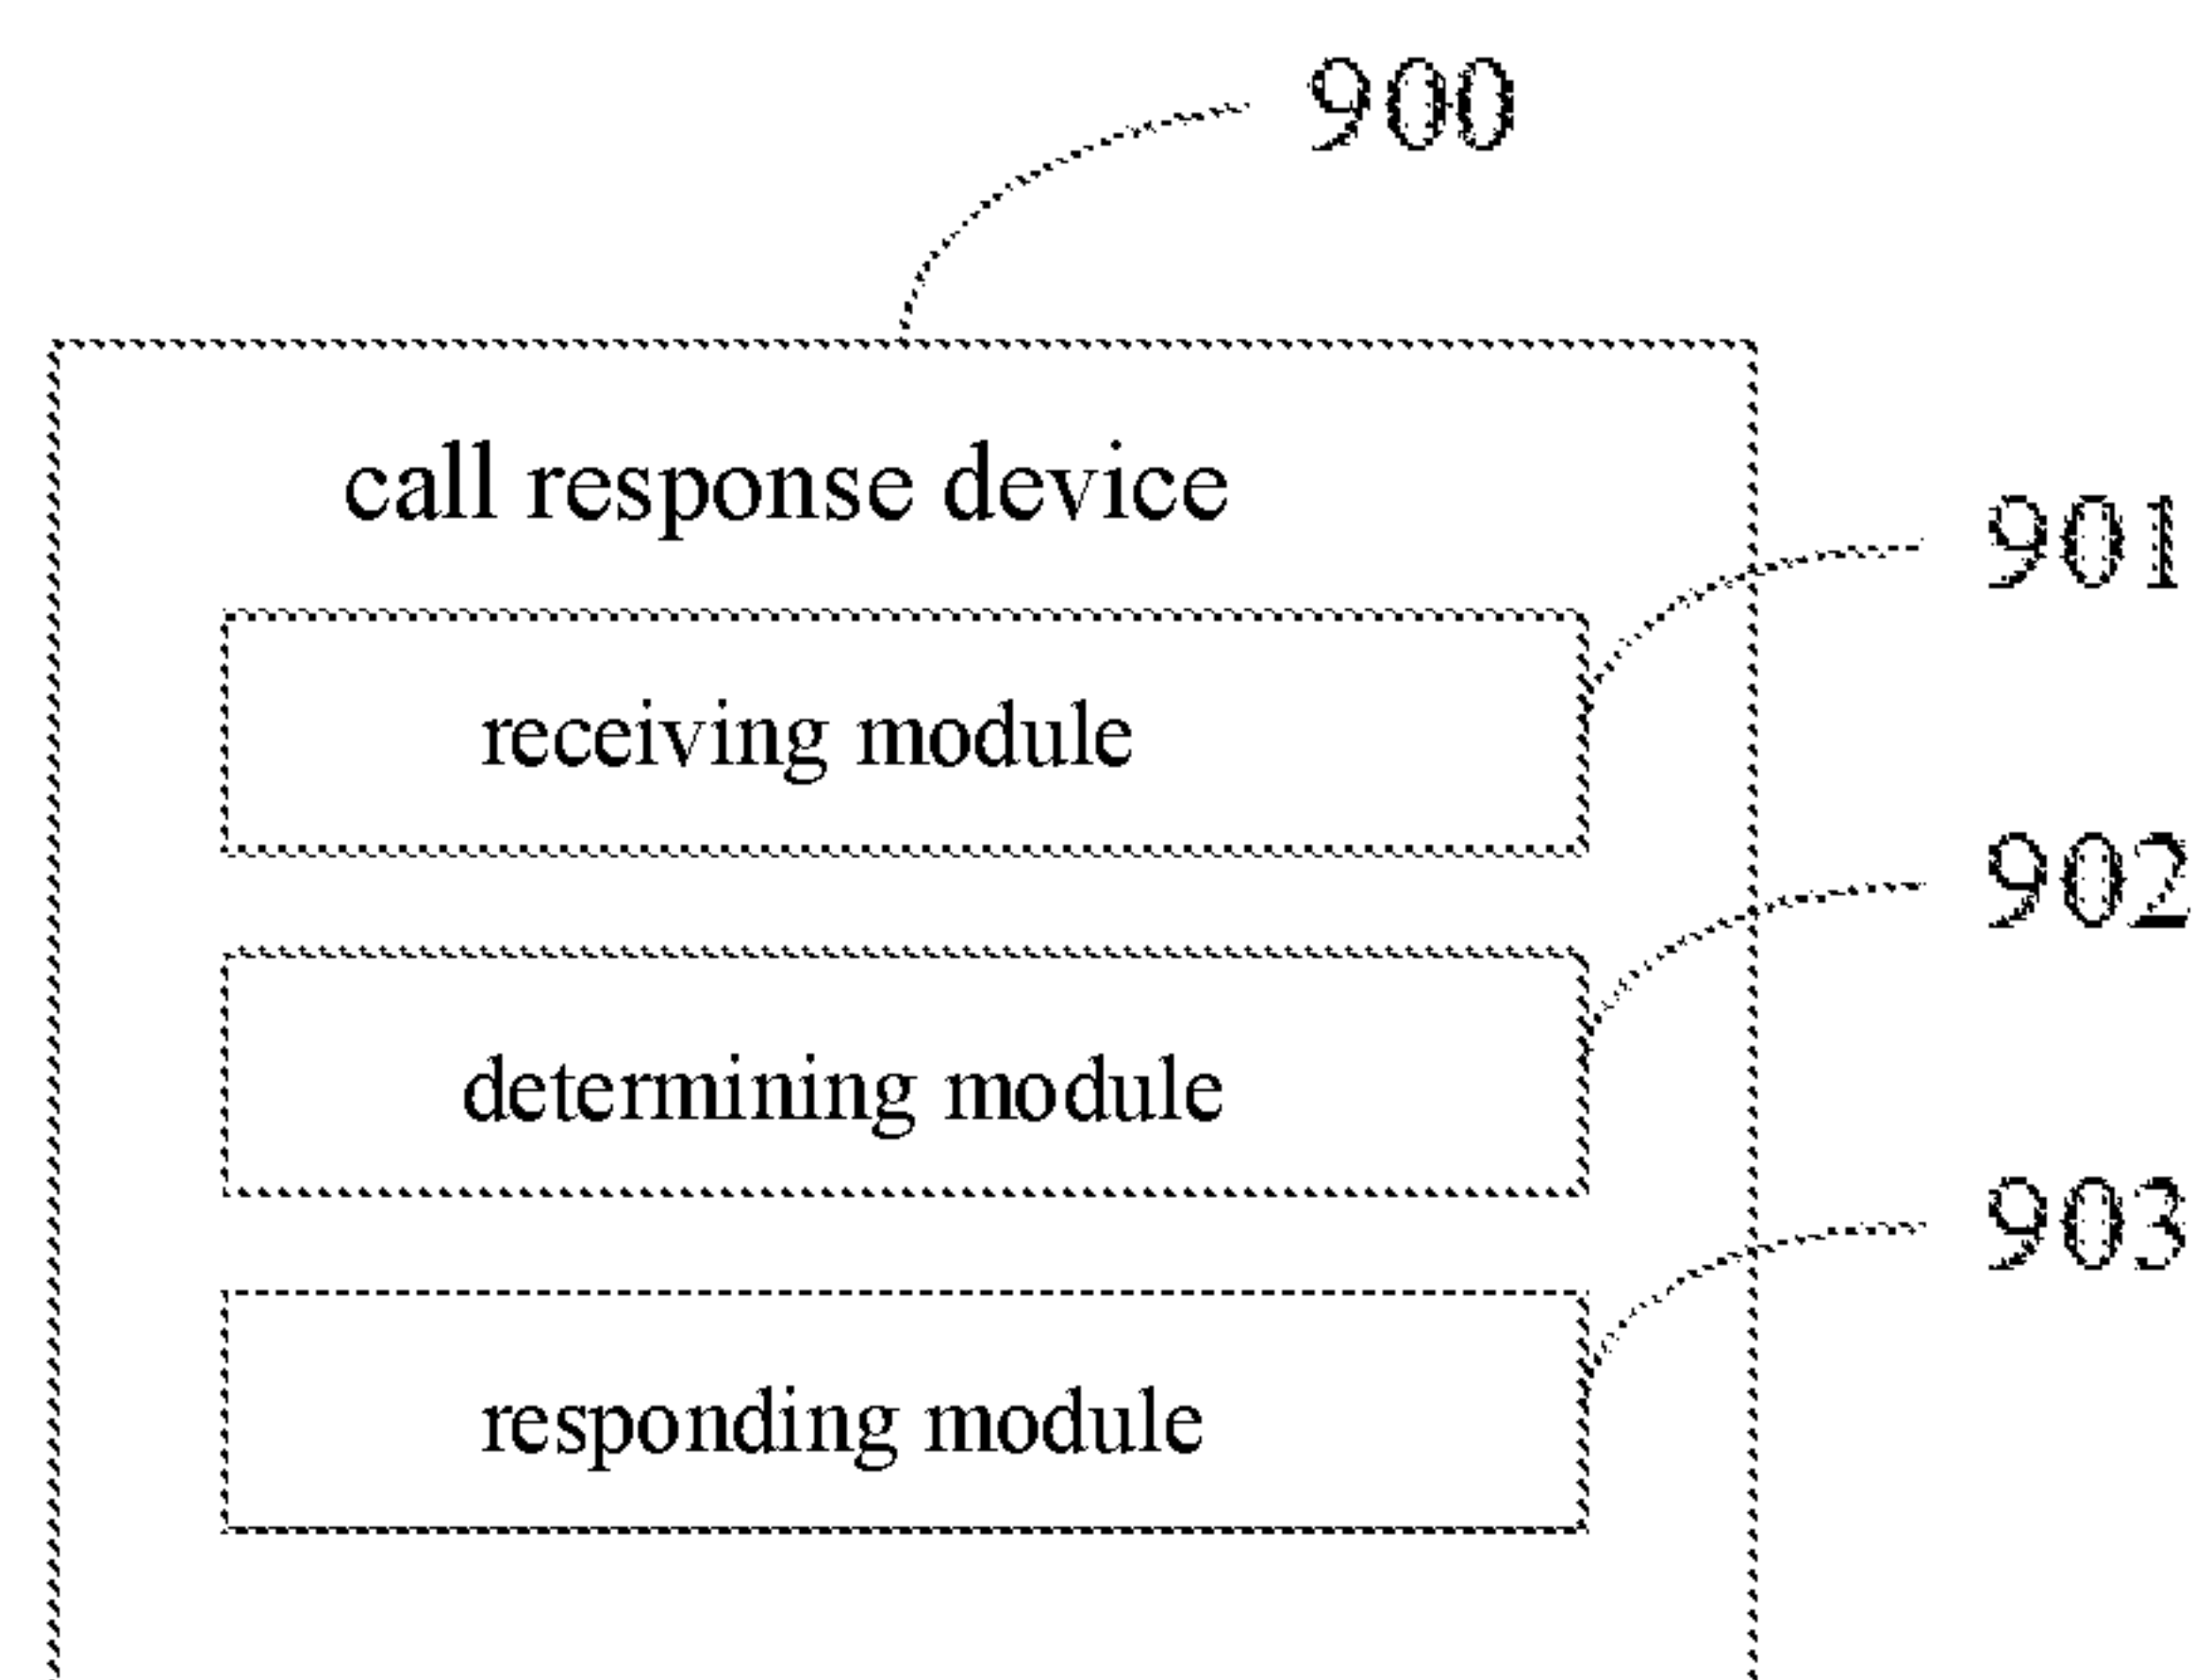 900
call response device
901
receiving module
902
determining module
903
responding module